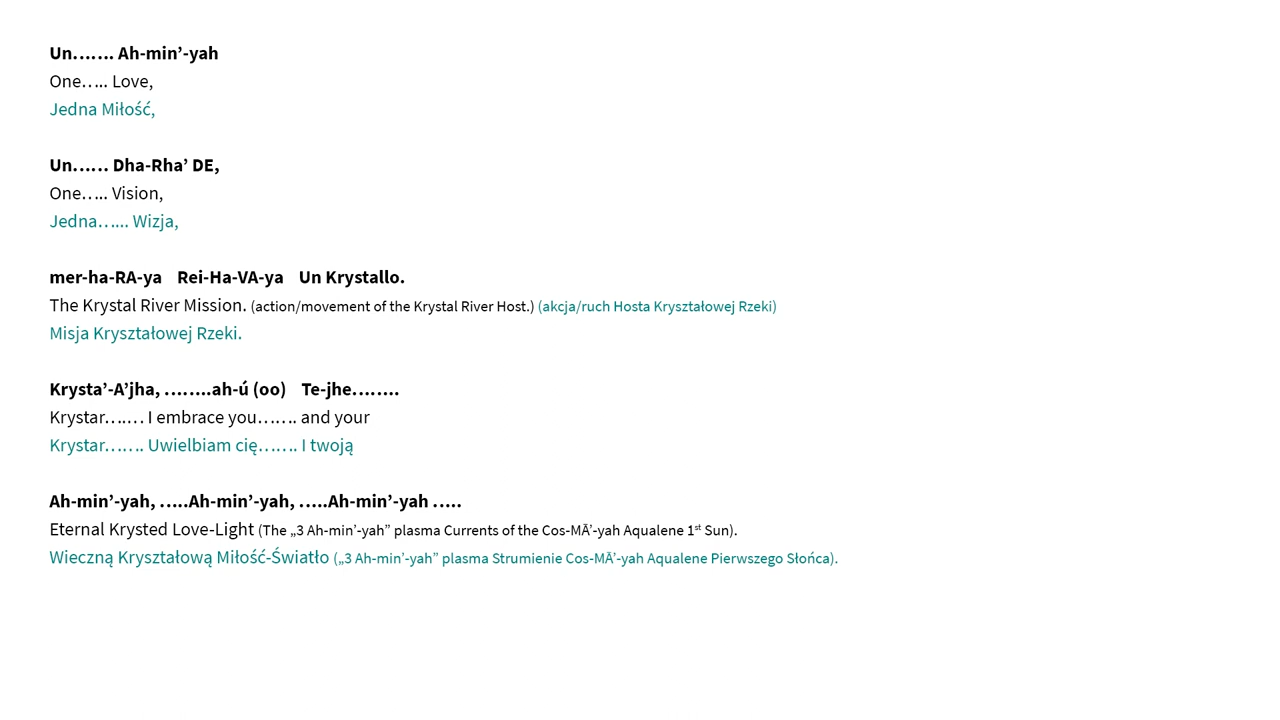 Un……. Ah-min’-yah
One….. Love,
Jedna Miłość,
Un…… Dha-Rha’ DE,
One….. Vision,
Jedna…... Wizja,
mer-ha-RA-ya Rei-Ha-VA-ya Un Krystallo.
The Krystal River Mission. (action/movement of the Krystal River Host.) (akcja/ruch Hosta Kryształowej Rzeki)
Misja Kryształowej Rzeki.
Krysta’-A’jha, ……..ah-ú (oo) Te-jhe……..
Krystar……. I embrace you……. and your
Krystar……. Uwielbiam cię……. I twoją
Ah-min’-yah, …..Ah-min’-yah, …..Ah-min’-yah …..
Eternal Krysted Love-Light (The „3 Ah-min’-yah” plasma Currents of the Cos-MĀ’-yah Aqualene 1st Sun).
Wieczną Kryształową Miłość-Światło („3 Ah-min’-yah” plasma Strumienie Cos-MĀ’-yah Aqualene Pierwszego Słońca).